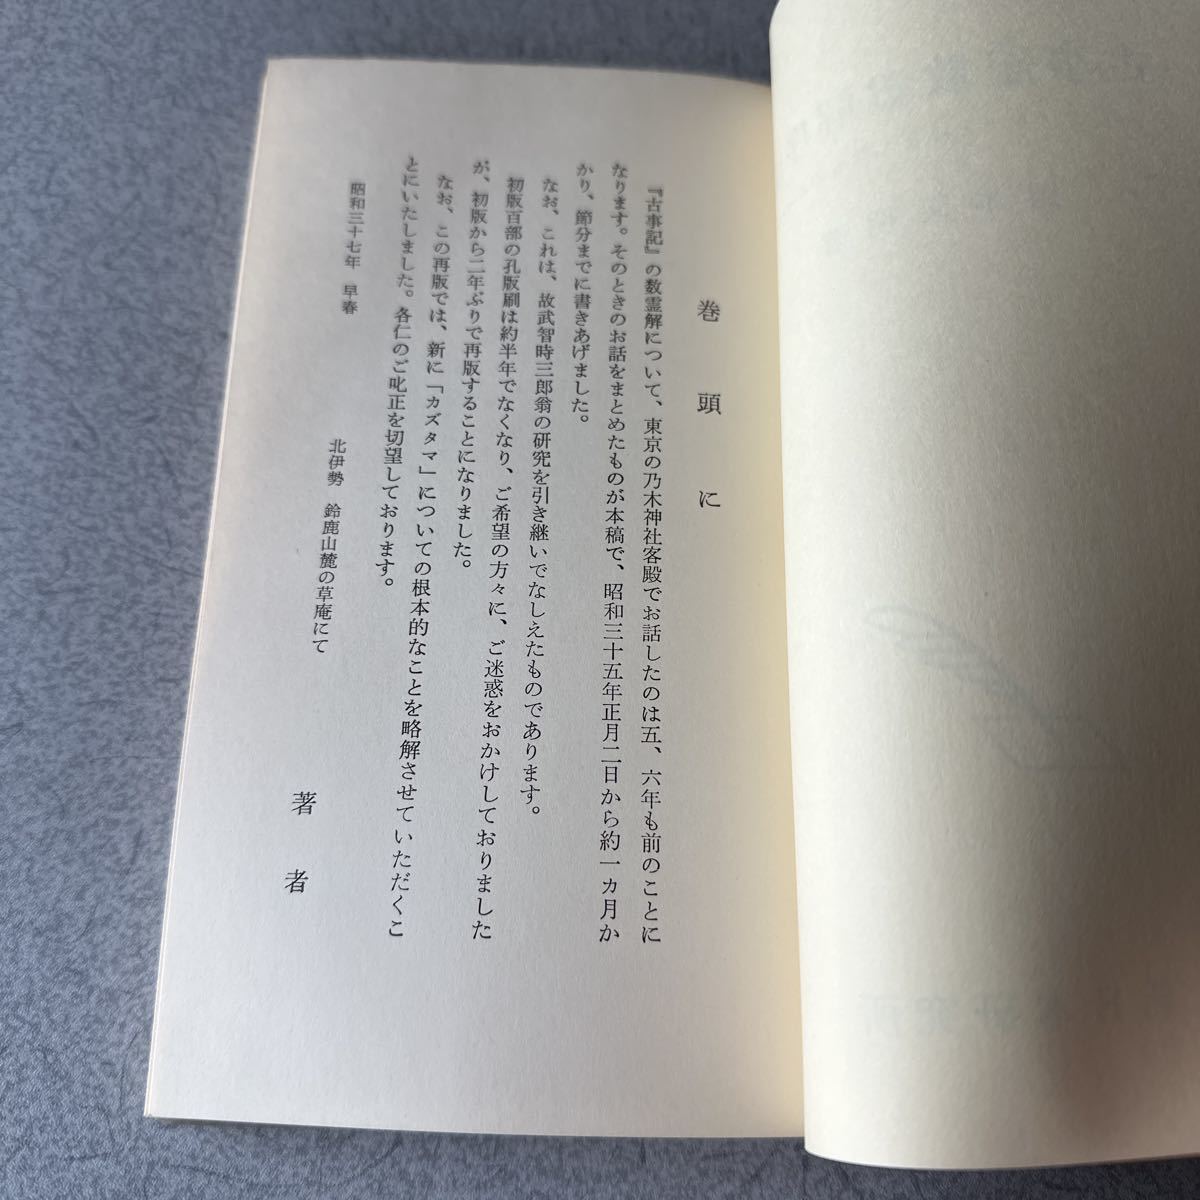 巻頭に
『古事記』の数霊解について、東京の乃木神社客殿でお話したのは五、六年も前のことに
なります。そのときのお話をまとめたものが本稿で、昭和三十五年正月二日から約一カ月か
かり、節分までに書きあげました。
なお、これは、故武智時三郎翁の研究を引き継いでなしえたものであります。
初版百部の孔版刷は約半年でなくなり、ご希望の方々に、ご迷惑をおかけしておりました
が、初版から二年ぶりで再版することになりました。
なお、この再版では、新に「カズタマ」についての根本的なことを略解させていただくこ
とにいたしました。各仁のご叱正を切望しております。
昭和三十七年 早春
北伊勢 鈴鹿山麓の草庵にて
著者